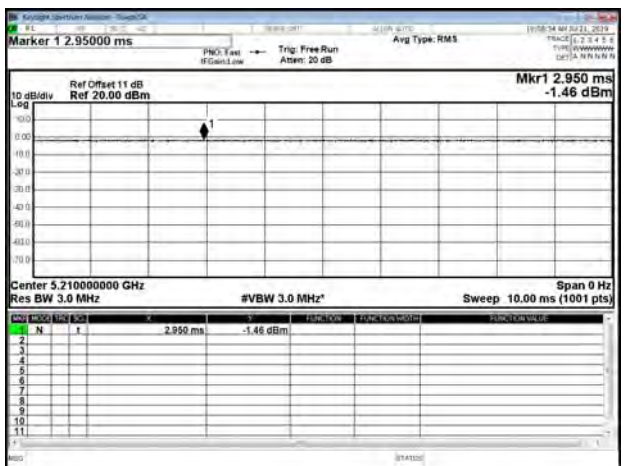 Keysight Spectrum Analyzer - Swept SA
Marker 1 2.95000 ms
PNO: Fast
IFGain:Low
Trig: Free Run
Atten: 20 dB
Avg Type: RMS
TRACE 1 2 3 4 5 6
TYPE WWWWWW
DET A N N N N N
Ref Offset 11 dB
Ref 20.00 dBm
10 dB/div
Log
Mkr1 2.950 ms
-1.46 dBm
10.0
0.00
-10.0
-20.0
-30.0
-40.0
-50.0
-60.0
-70.0
1
Center 5.210000000 GHz
Span 0 Hz
Res BW 3.0 MHz
#VBW 3.0 MHz*
Sweep 10.00 ms (1001 pts)
MKR MODE TRC SCL X Y FUNCTION FUNCTION WIDTH FUNCTION VALUE
1 N t 2.950 ms -1.46 dBm
2
3
4
5
6
7
8
9
10
11
MSG
STATUS